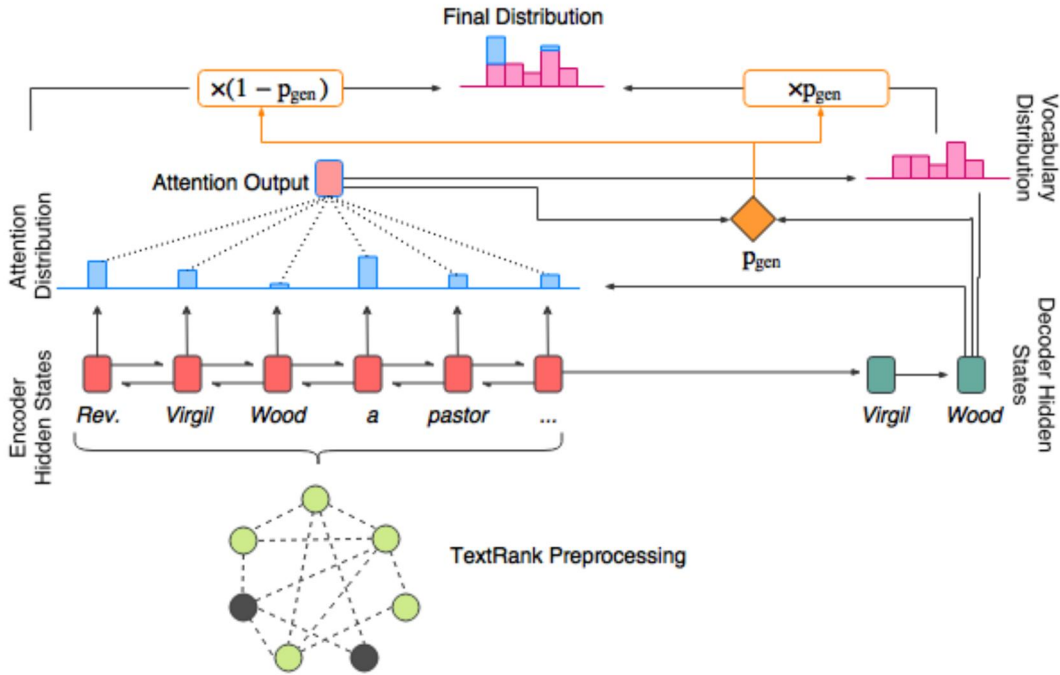 Final Distribution
×(1 − pgen)
×pgen
Vocabulary
Distribution
Attention Output
Attention
Distribution
pgen
Encoder
Hidden States
Decoder Hidden
States
Rev.
Virgil
Wood
a
pastor
...
Virgil
Wood
TextRank Preprocessing